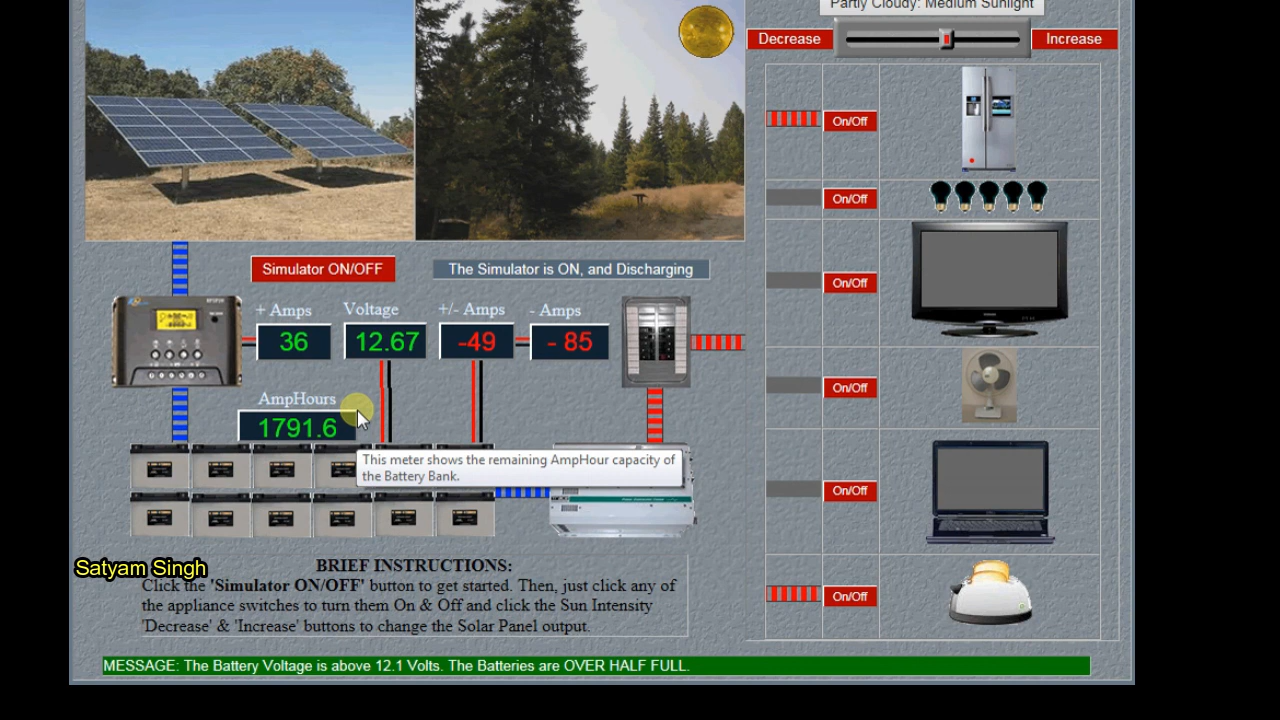 Partly Cloudy: Medium Sunlight
Decrease
Increase
On/Off
On/Off
On/Off
On/Off
On/Off
On/Off
Simulator ON/OFF
The Simulator is ON, and Discharging
+ Amps
Voltage
+/- Amps
- Amps
36
12.67
-49
- 85
AmpHours
1791.6
This meter shows the remaining AmpHour capacity of
the Battery Bank.
Satyam Singh
BRIEF INSTRUCTIONS:
Click the 'Simulator ON/OFF' button to get started. Then, just click any of
the appliance switches to turn them On & Off and click the Sun Intensity
'Decrease' & 'Increase' buttons to change the Solar Panel output.
MESSAGE: The Battery Voltage is above 12.1 Volts. The Batteries are OVER HALF FULL.